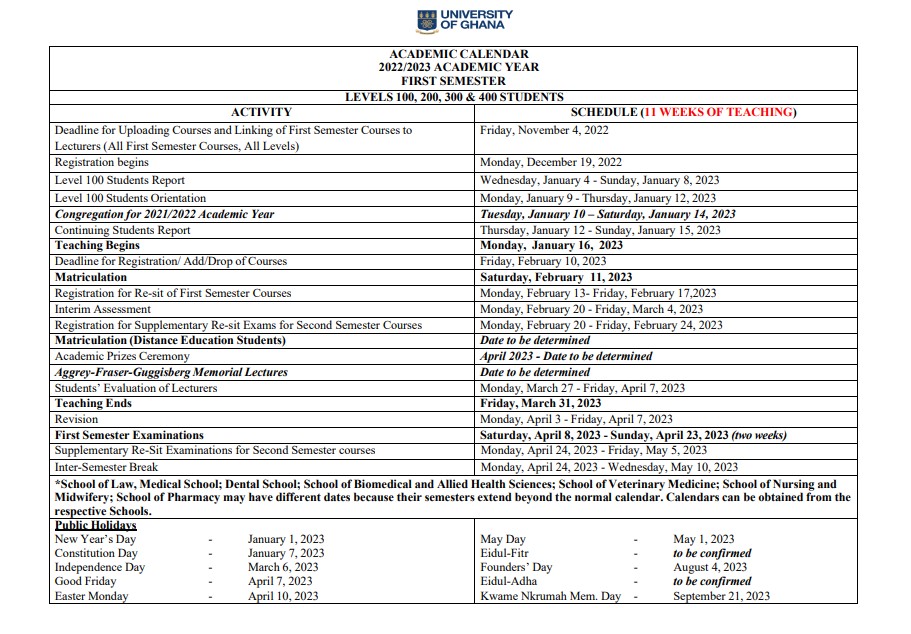 UNIVERSITY
OF GHANA
ACADEMIC CALENDAR
2022/2023 ACADEMIC YEAR
FIRST SEMESTER
LEVELS 100, 200, 300 & 400 STUDENTS
ACTIVITY SCHEDULE (11 WEEKS OF TEACHING)
Deadline for Uploading Courses and Linking of First Semester Courses to Friday, November 4, 2022
Lecturers (All First Semester Courses, All Levels)
Registration begins Monday, December 19, 2022
Level 100 Students Report Wednesday, January 4 - Sunday, January 8, 2023
Level 100 Students Orientation Monday, January 9 - Thursday, January 12, 2023
Congregation for 2021/2022 Academic Year Tuesday, January 10 – Saturday, January 14, 2023
Continuing Students Report Thursday, January 12 - Sunday, January 15, 2023
Teaching Begins Monday, January 16, 2023
Deadline for Registration/ Add/Drop of Courses Friday, February 10, 2023
Matriculation Saturday, February 11, 2023
Registration for Re-sit of First Semester Courses Monday, February 13- Friday, February 17,2023
Interim Assessment Monday, February 20 - Friday, March 4, 2023
Registration for Supplementary Re-sit Exams for Second Semester Courses Monday, February 20 - Friday, February 24, 2023
Matriculation (Distance Education Students) Date to be determined
Academic Prizes Ceremony April 2023 - Date to be determined
Aggrey-Fraser-Guggisberg Memorial Lectures Date to be determined
Students' Evaluation of Lecturers Monday, March 27 - Friday, April 7, 2023
Teaching Ends Friday, March 31, 2023
Revision Monday, April 3 - Friday, April 7, 2023
First Semester Examinations Saturday, April 8, 2023 - Sunday, April 23, 2023 (two weeks)
Supplementary Re-Sit Examinations for Second Semester courses Monday, April 24, 2023 - Friday, May 5, 2023
Inter-Semester Break Monday, April 24, 2023 - Wednesday, May 10, 2023
*School of Law, Medical School; Dental School; School of Biomedical and Allied Health Sciences; School of Veterinary Medicine; School of Nursing and
Midwifery; School of Pharmacy may have different dates because their semesters extend beyond the normal calendar. Calendars can be obtained from the
respective Schools.
Public Holidays
New Year's Day - January 1, 2023 May Day - May 1, 2023
Constitution Day - January 7, 2023 Eidul-Fitr - to be confirmed
Independence Day - March 6, 2023 Founders' Day - August 4, 2023
Good Friday - April 7, 2023 Eidul-Adha - to be confirmed
Easter Monday - April 10, 2023 Kwame Nkrumah Mem. Day - September 21, 2023